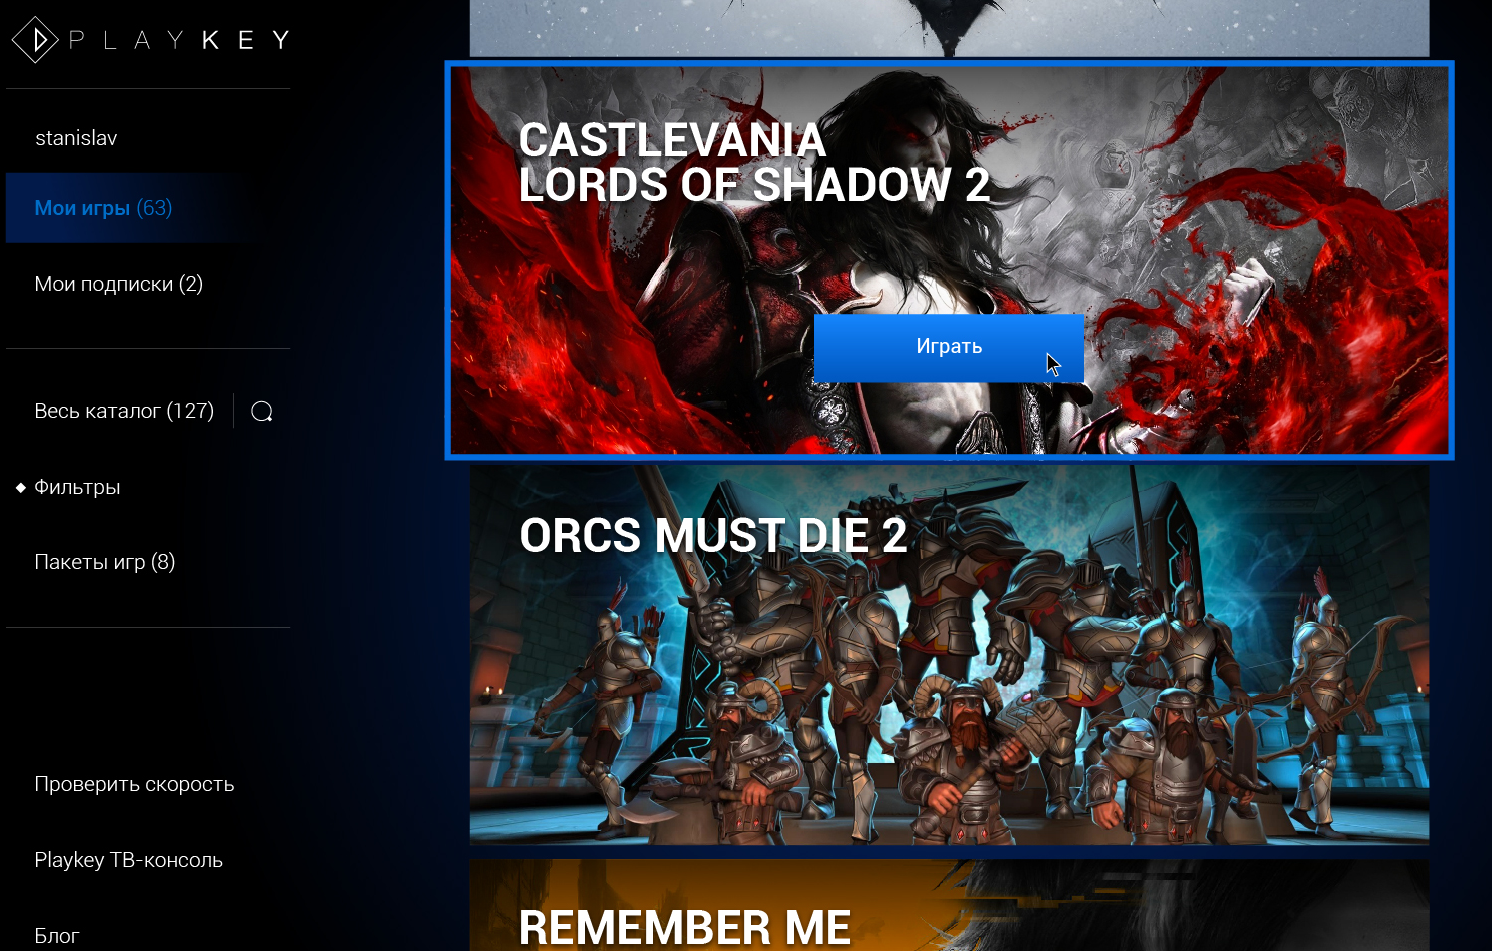 PLAYKEY
stanislav
Мои игры (63)
Мои подписки (2)
Весь каталог (127)
Фильтры
Пакеты игр (8)
Проверить скорость
Playkey ТВ-консоль
Блог
CASTLEVANIA
LORDS OF SHADOW 2
Играть
ORCS MUST DIE 2
REMEMBER ME